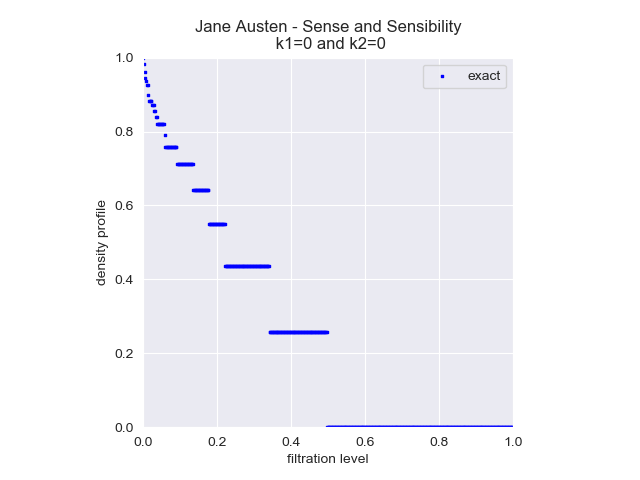 Jane Austen - Sense and Sensibility
k1=0 and k2=0
exact
density profile
1.0
0.8
0.6
0.4
0.2
0.0
0.0 0.2 0.4 0.6 0.8 1.0
filtration level